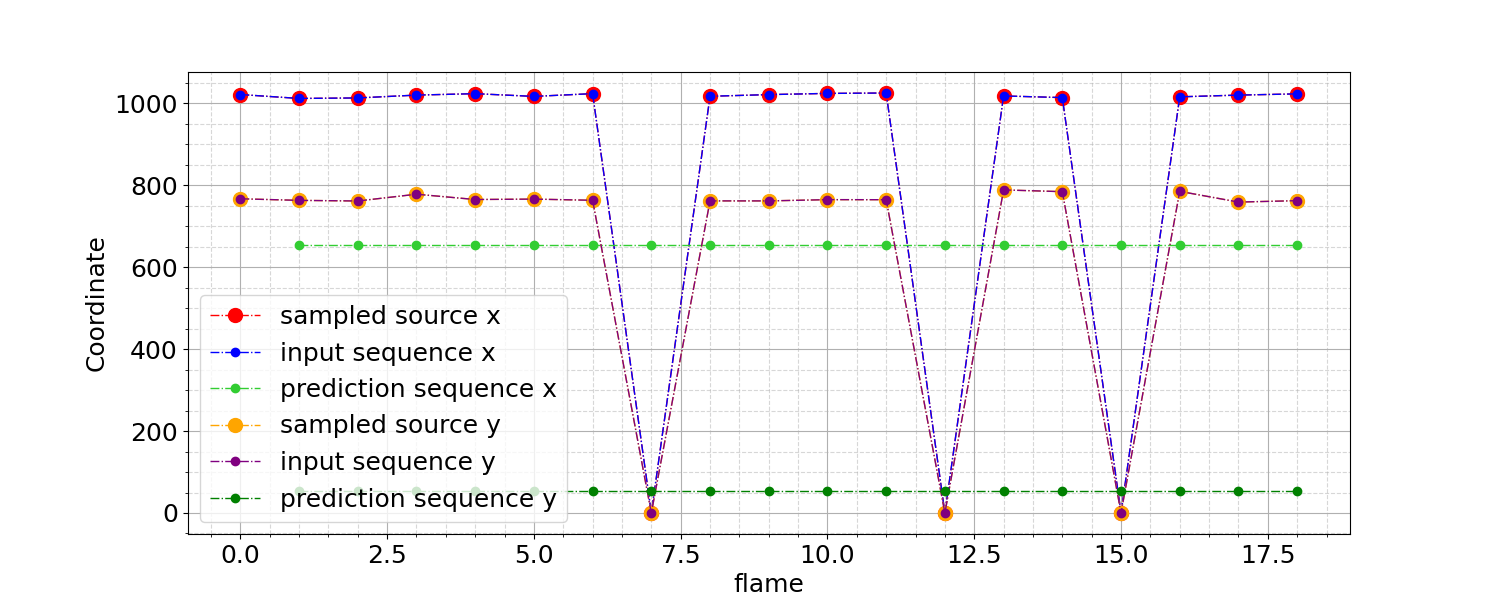 1000
800
600
400
200
0
Coordinate
sampled source x
input sequence x
prediction sequence x
sampled source y
input sequence y
prediction sequence y
0.0 2.5 5.0 7.5 10.0 12.5 15.0 17.5
flame